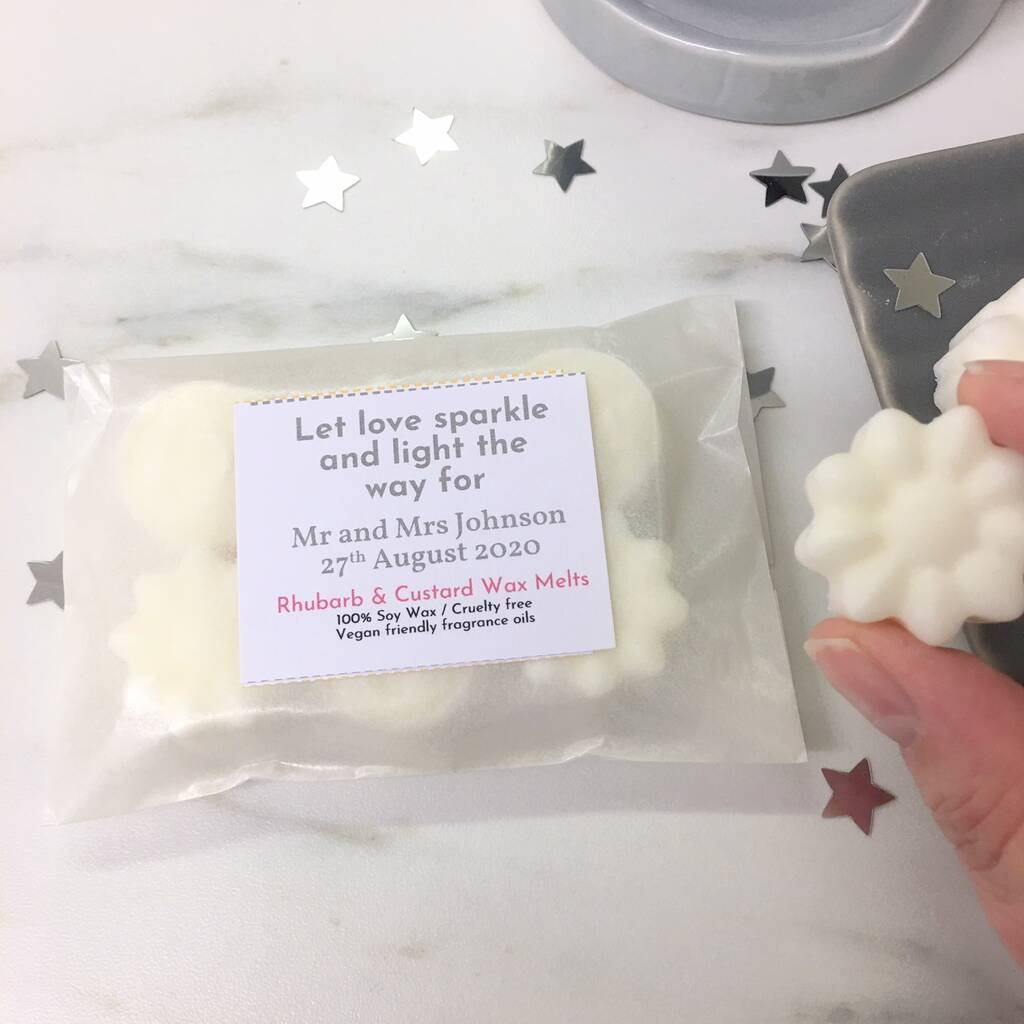 Let love sparkle
and light the
way for
Mr and Mrs Johnson
27th August 2020
Rhubarb & Custard Wax Melts
100% Soy Wax / Cruelty free
Vegan friendly fragrance oils